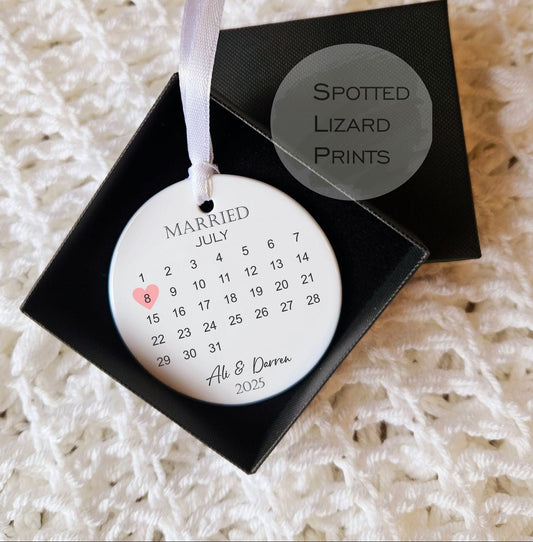 SPOTTED
LIZARD
PRINTS
MARRIED
JULY
1 2 3 4 5 6 7
8 9 10 11 12 13 14
15 16 17 18 19 20 21
22 23 24 25 26 27 28
29 30 31
Ali & Darren
2025